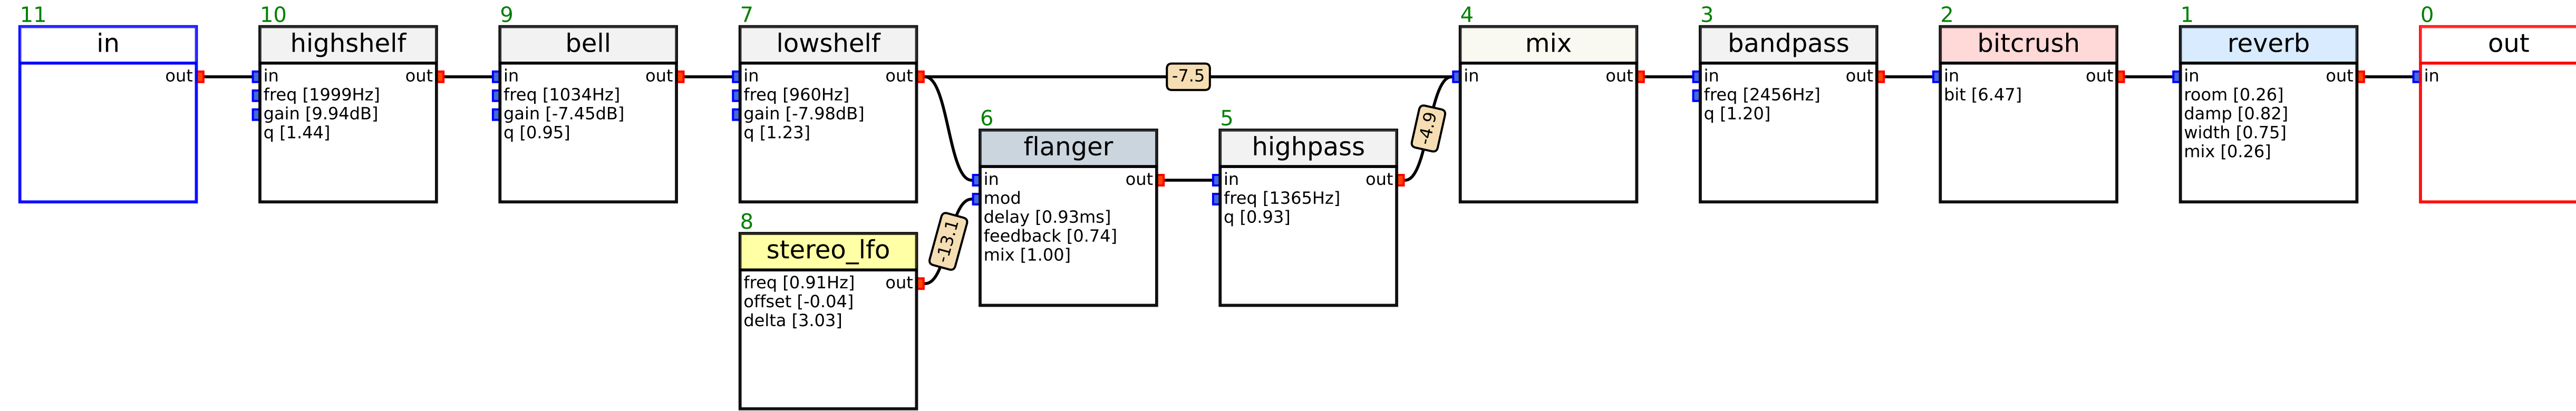 11
in
out
10
highshelf
in out
freq [1999Hz]
gain [9.94dB]
q [1.44]
9
bell
in out
freq [1034Hz]
gain [-7.45dB]
q [0.95]
7
lowshelf
in out
freq [960Hz]
gain [-7.98dB]
q [1.23]
8
stereo_lfo
freq [0.91Hz] out
offset [-0.04]
delta [3.03]
-13.1
-7.5
6
flanger
in out
mod
delay [0.93ms]
feedback [0.74]
mix [1.00]
5
highpass
in out
freq [1365Hz]
q [0.93]
-4.9
4
mix
in out
3
bandpass
in out
freq [2456Hz]
q [1.20]
2
bitcrush
in out
bit [6.47]
1
reverb
in out
room [0.26]
damp [0.82]
width [0.75]
mix [0.26]
0
out
in